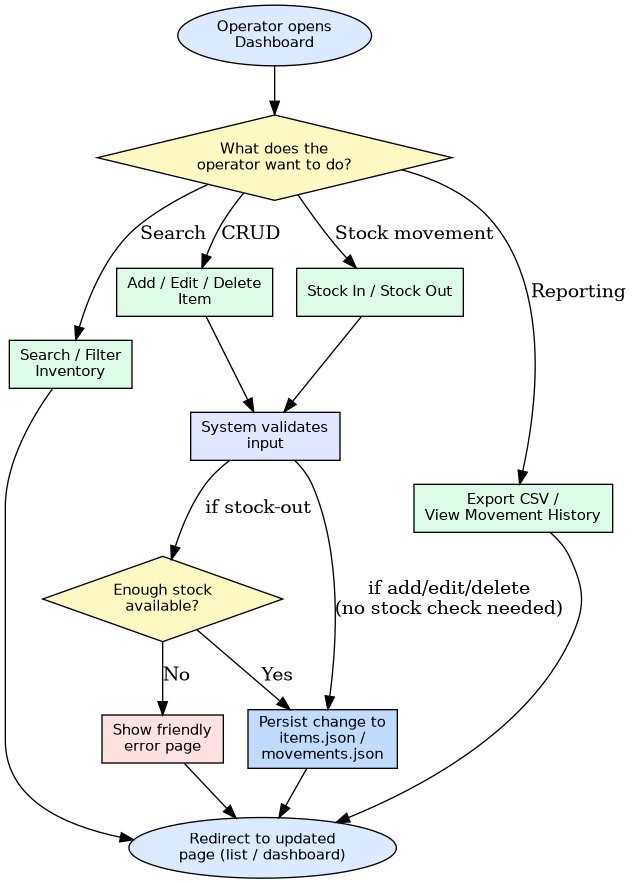 Operator opens
Dashboard
What does the
operator want to do?
Search
CRUD
Stock movement
Reporting
Add / Edit / Delete
Item
Stock In / Stock Out
Search / Filter
Inventory
System validates
input
Export CSV /
View Movement History
if stock-out
if add/edit/delete
(no stock check needed)
Enough stock
available?
No
Yes
Show friendly
error page
Persist change to
items.json /
movements.json
Redirect to updated
page (list / dashboard)